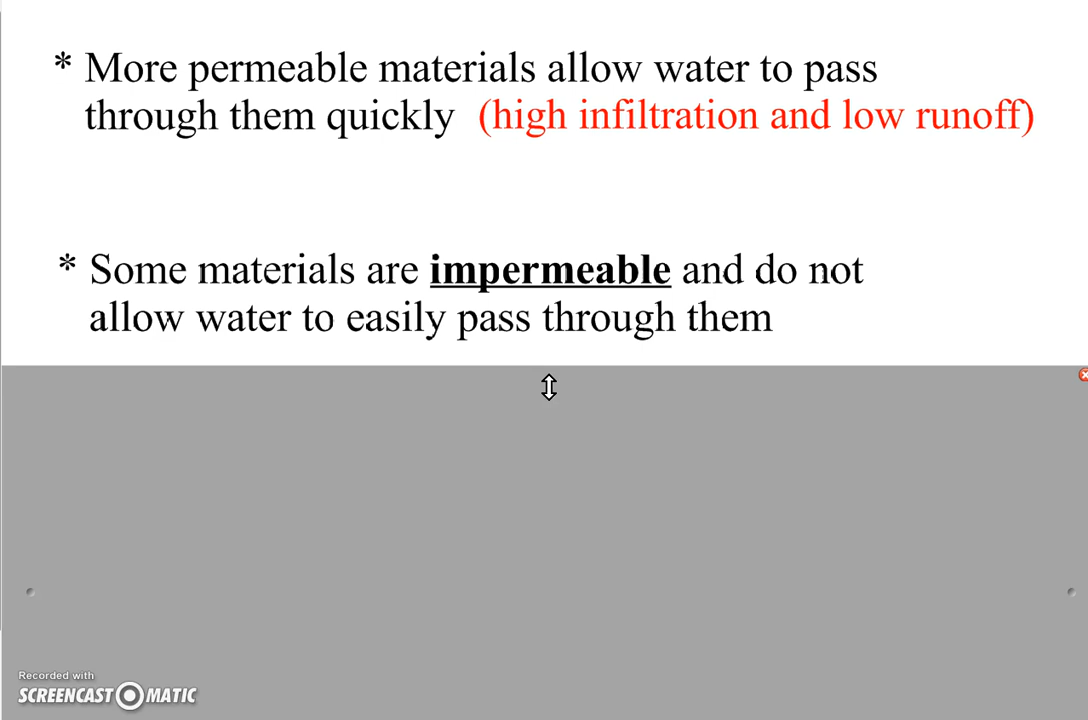 * More permeable materials allow water to pass
through them quickly (high infiltration and low runoff)
* Some materials are impermeable and do not
allow water to easily pass through them
Recorded with
SCREENCAST MATIC